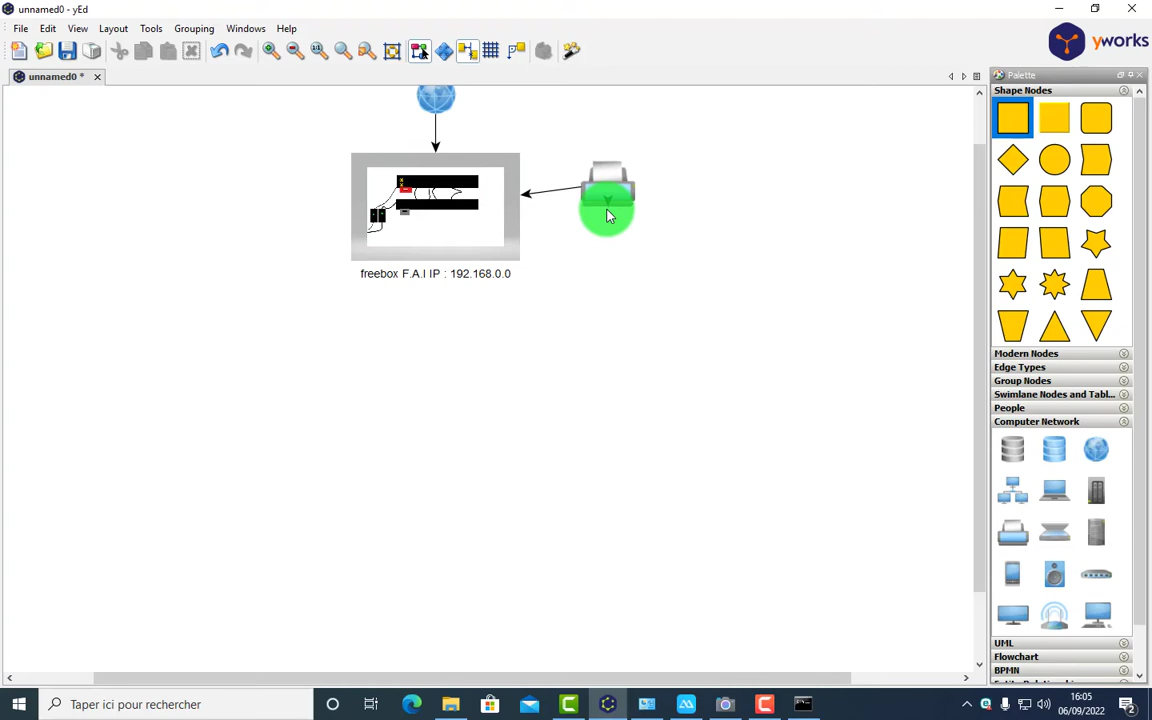 unnamed0 - yEd
File Edit View Layout Tools Grouping Windows Help
yworks
unnamed0 *
Palette
Shape Nodes
freebox F.A.I IP : 192.168.0.0
Modern Nodes
Edge Types
Group Nodes
Swimlane Nodes and Tabl...
People
Computer Network
UML
Flowchart
BPMN
Taper ici pour rechercher
16:05
06/09/2022
2